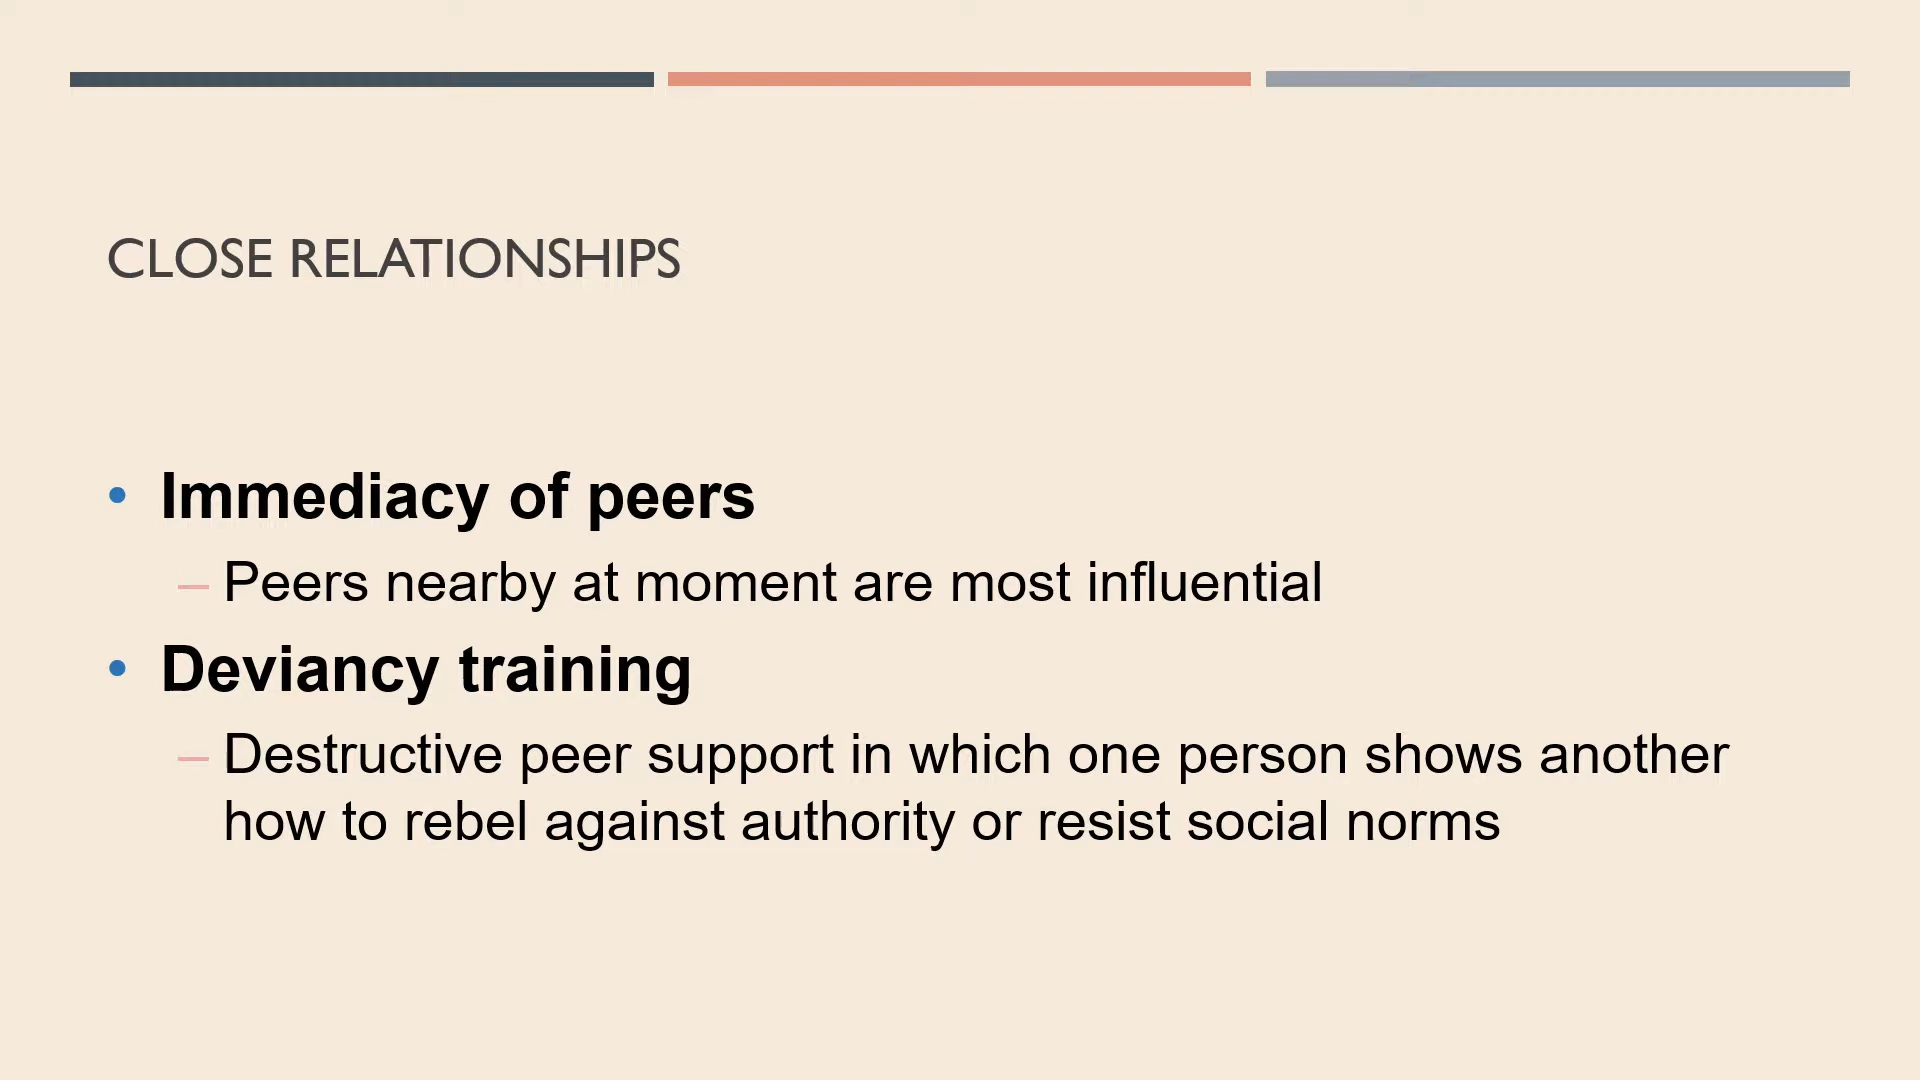 CLOSE RELATIONSHIPS
• Immediacy of peers
– Peers nearby at moment are most influential
• Deviancy training
– Destructive peer support in which one person shows another
how to rebel against authority or resist social norms